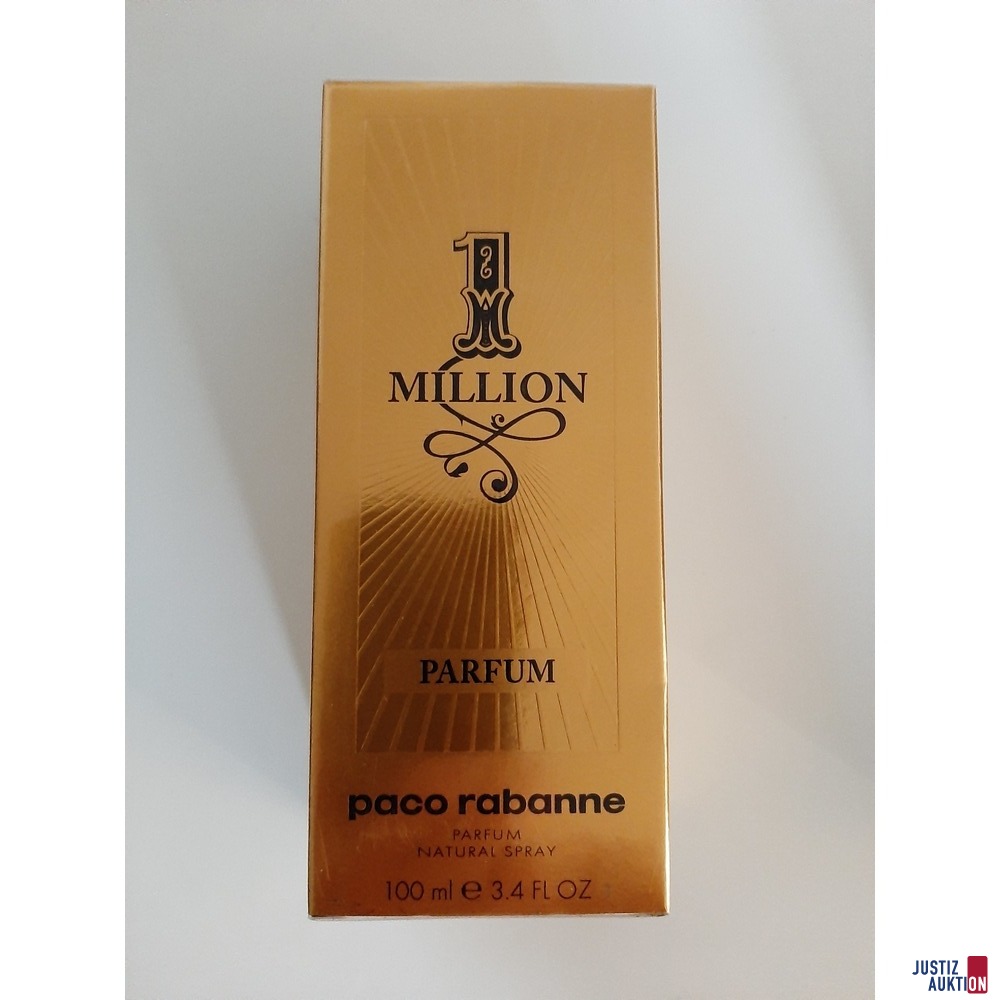 1
MILLION
PARFUM
paco rabanne
PARFUM
NATURAL SPRAY
100 ml ℮ 3.4 FL OZ
JUSTIZ
AUKTION